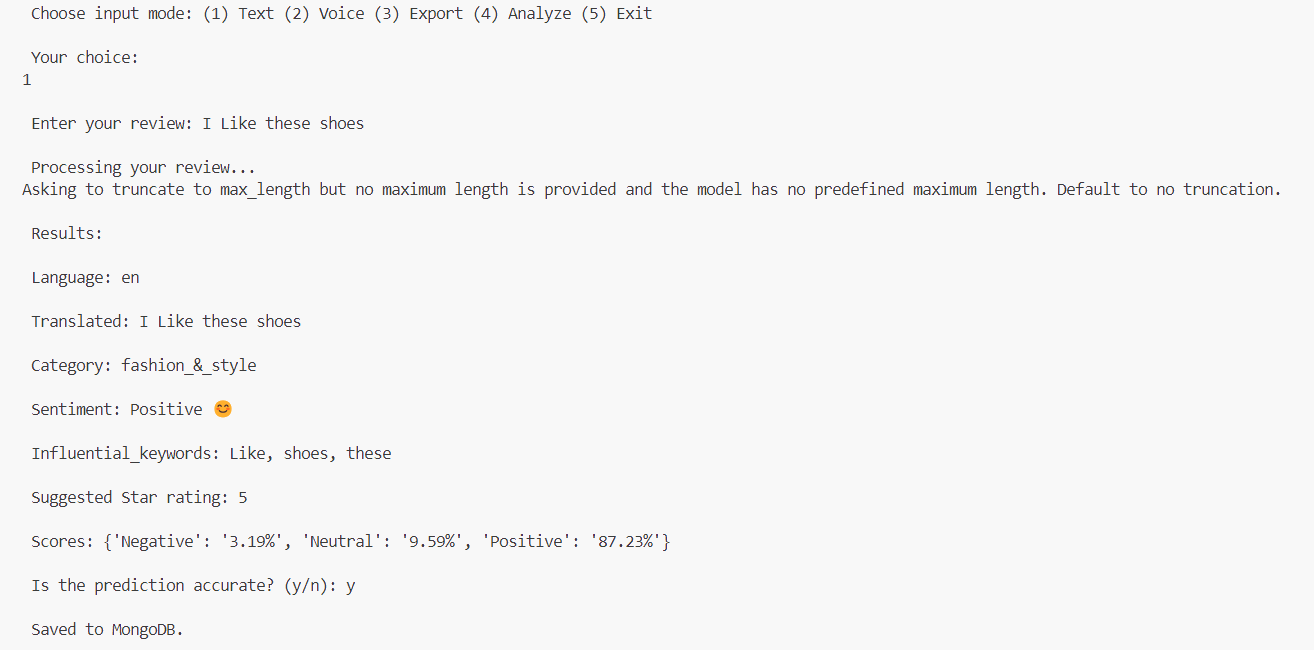 Choose input mode: (1) Text (2) Voice (3) Export (4) Analyze (5) Exit
Your choice:
1
Enter your review: I Like these shoes
Processing your review...
Asking to truncate to max_length but no maximum length is provided and the model has no predefined maximum length. Default to no truncation.
Results:
Language: en
Translated: I Like these shoes
Category: fashion_&_style
Sentiment: Positive 😊
Influential_keywords: Like, shoes, these
Suggested Star rating: 5
Scores: {'Negative': '3.19%', 'Neutral': '9.59%', 'Positive': '87.23%'}
Is the prediction accurate? (y/n): y
Saved to MongoDB.